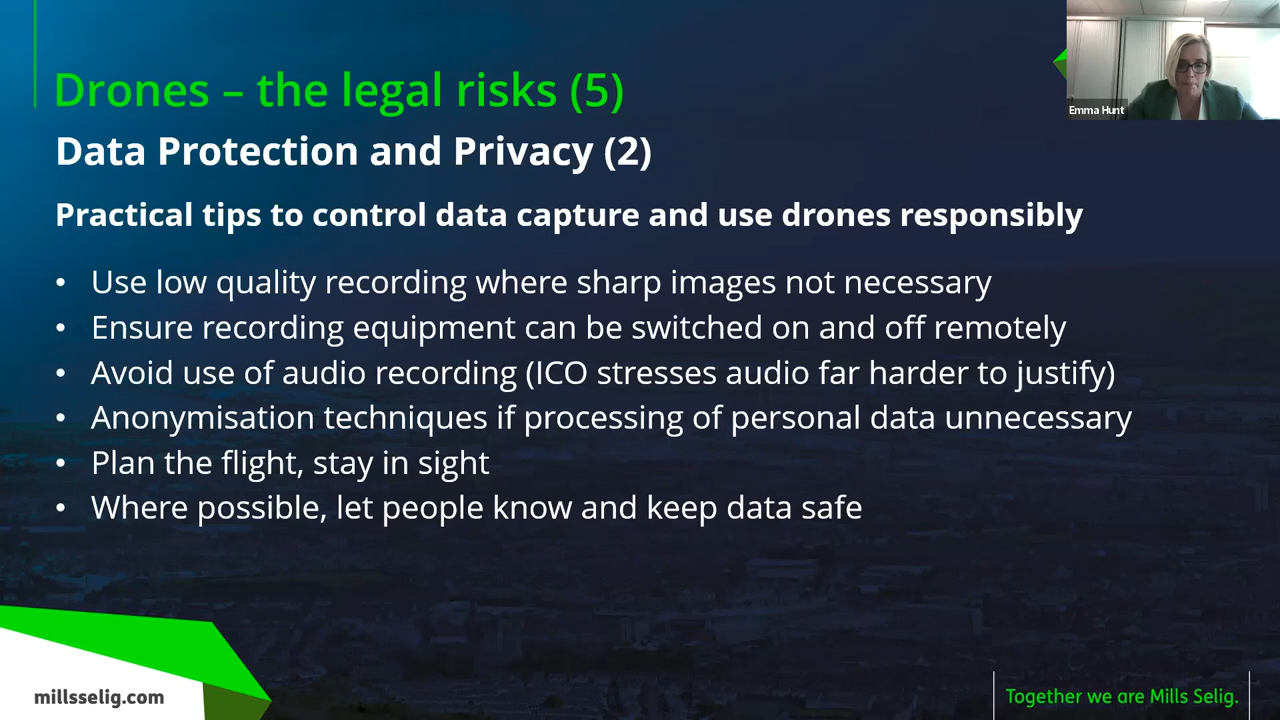 Drones – the legal risks (5)
Emma Hunt
Data Protection and Privacy (2)
Practical tips to control data capture and use drones responsibly
• Use low quality recording where sharp images not necessary
• Ensure recording equipment can be switched on and off remotely
• Avoid use of audio recording (ICO stresses audio far harder to justify)
• Anonymisation techniques if processing of personal data unnecessary
• Plan the flight, stay in sight
• Where possible, let people know and keep data safe
millsselig.com
Together we are Mills Selig.